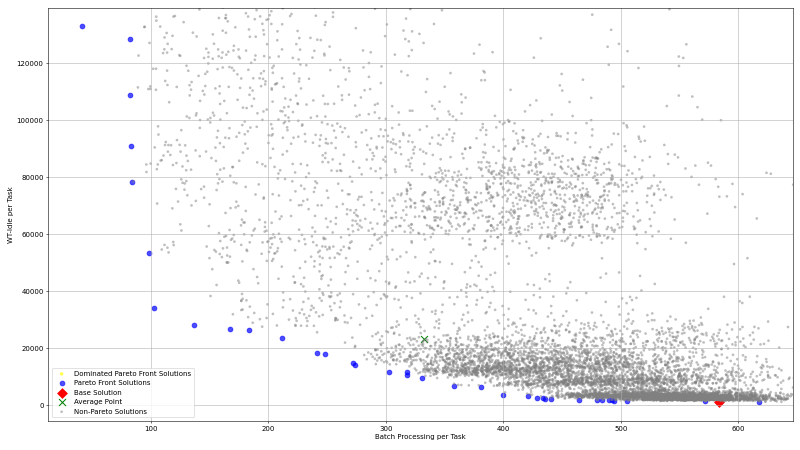 120000
100000
80000
60000
40000
20000
0
WT-Idle per Task
Dominated Pareto Front Solutions
Pareto Front Solutions
Base Solution
Average Point
Non-Pareto Solutions
100 200 300 400 500 600
Batch Processing per Task